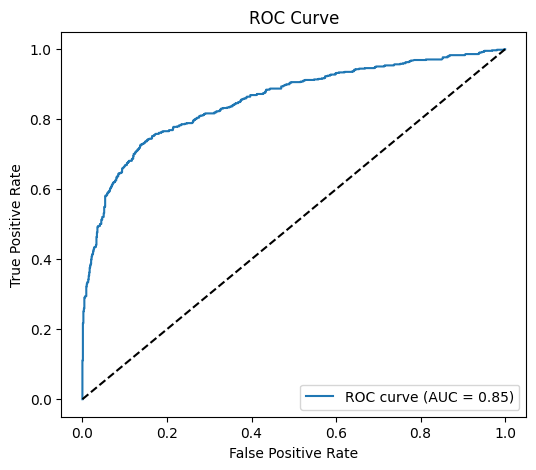 ROC Curve
1.0
0.8
0.6
0.4
0.2
0.0
True Positive Rate
ROC curve (AUC = 0.85)
0.0 0.2 0.4 0.6 0.8 1.0
False Positive Rate